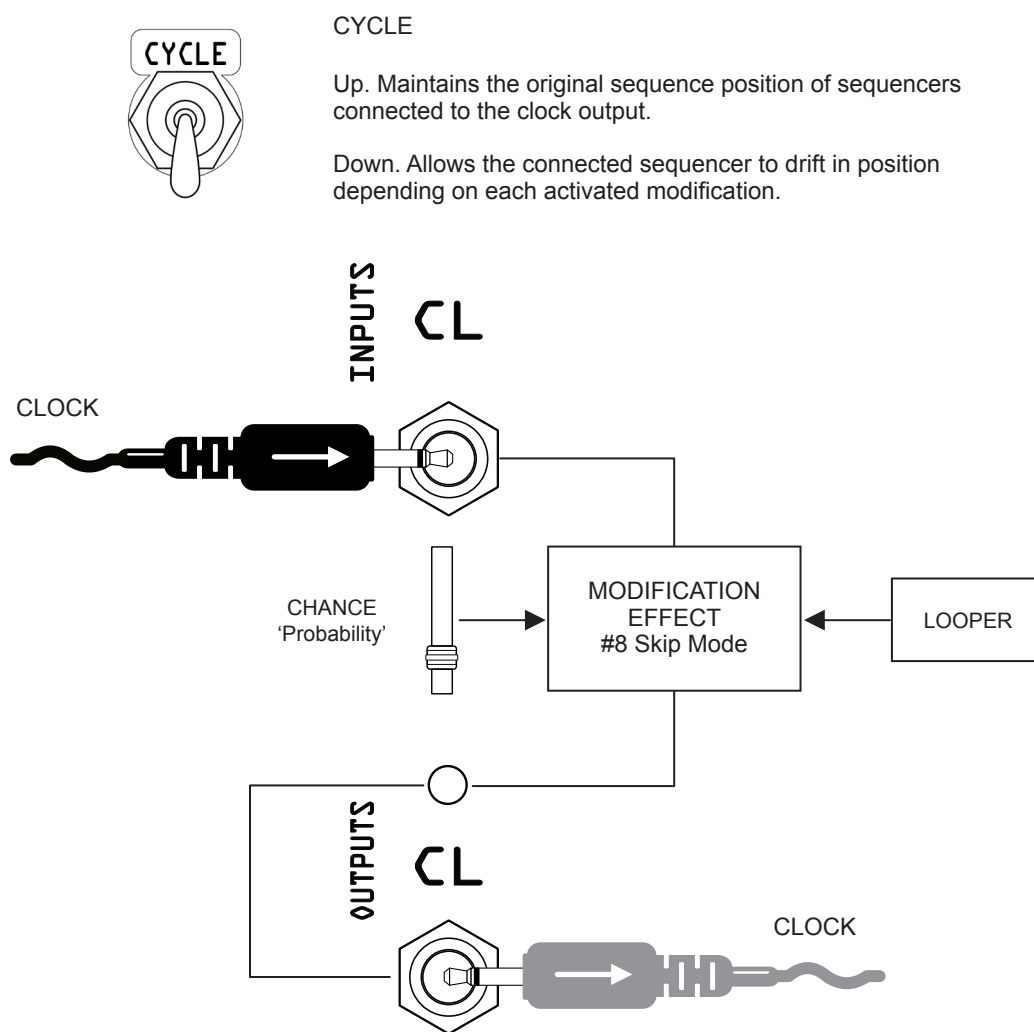 CYCLE
CYCLE
Up. Maintains the original sequence position of sequencers
connected to the clock output.
Down. Allows the connected sequencer to drift in position
depending on each activated modification.
INPUTS
CL
CLOCK
CHANCE
‘Probability’
MODIFICATION
EFFECT
#8 Skip Mode
LOOPER
OUTPUTS
CL
CLOCK